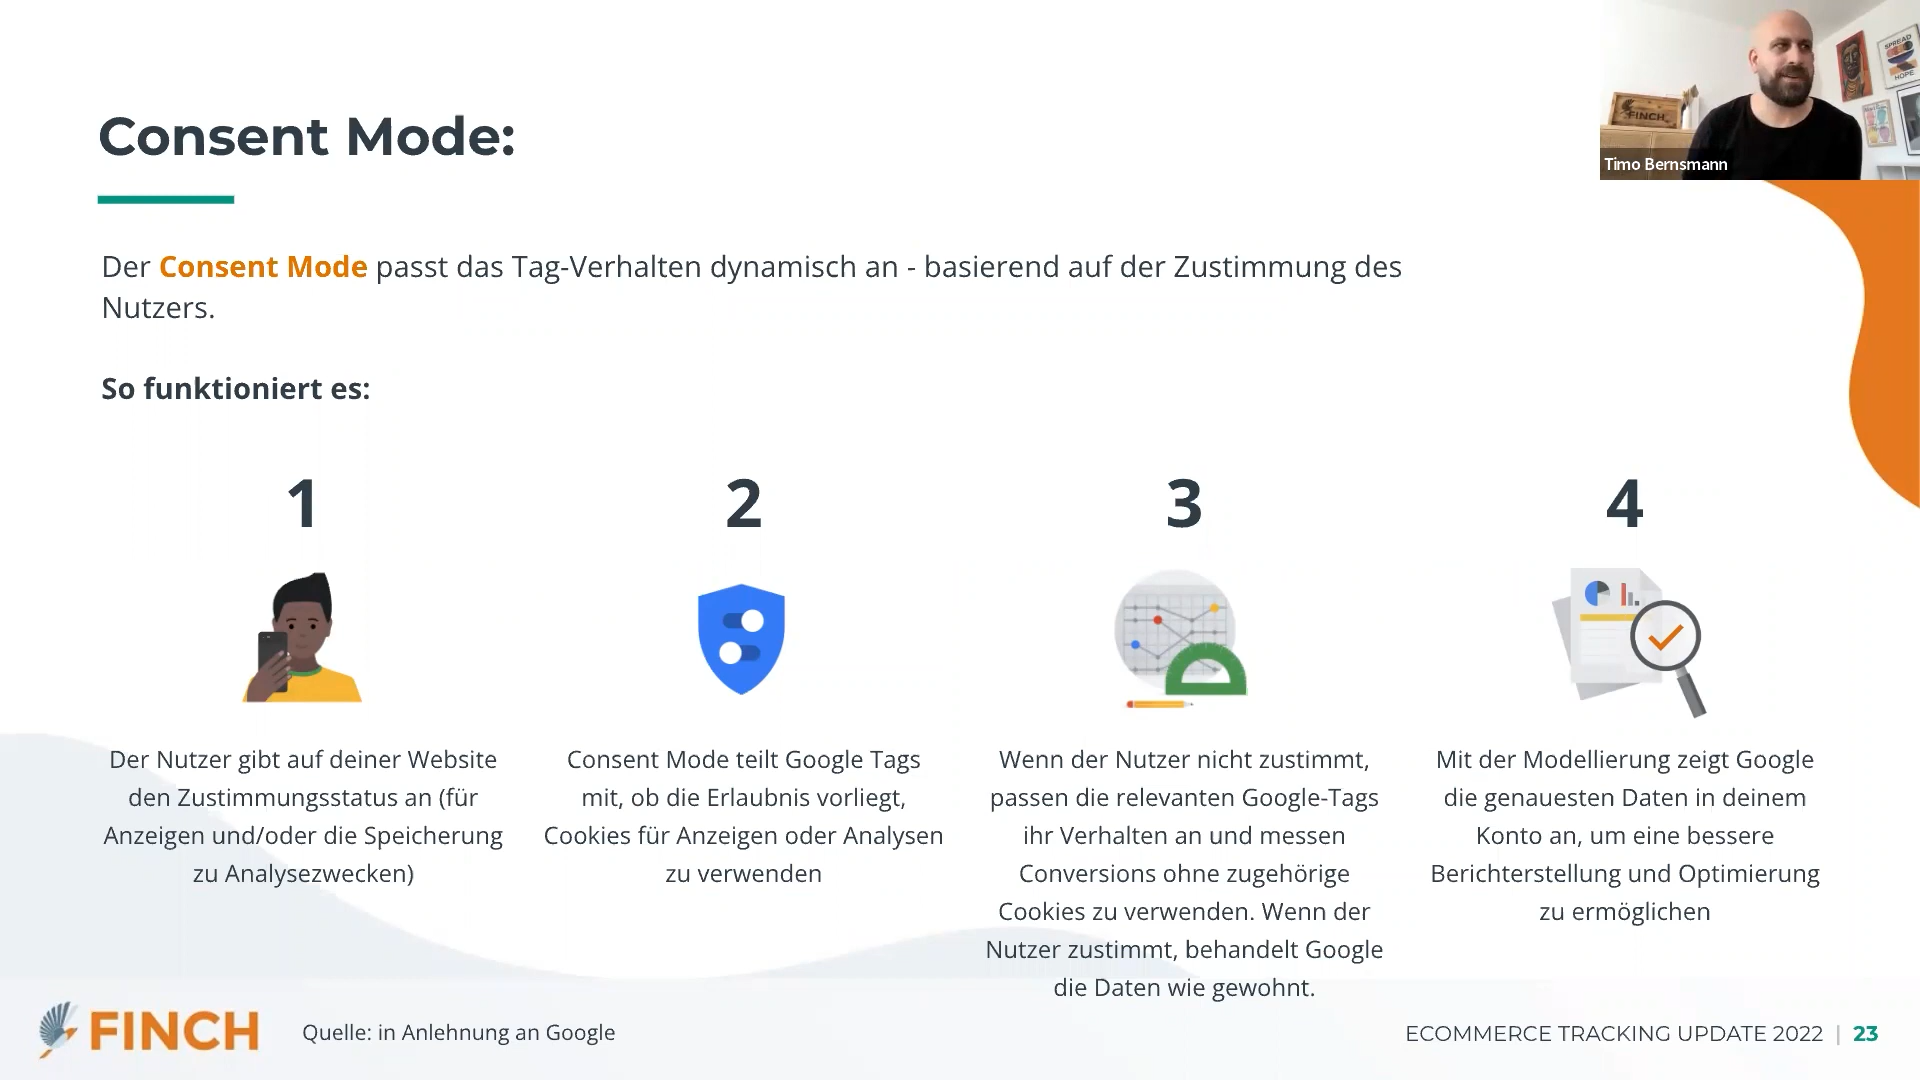 Consent Mode:
Der Consent Mode passt das Tag-Verhalten dynamisch an - basierend auf der Zustimmung des
Nutzers.
So funktioniert es:
1
Der Nutzer gibt auf deiner Website
den Zustimmungsstatus an (für
Anzeigen und/oder die Speicherung
zu Analysezwecken)
2
Consent Mode teilt Google Tags
mit, ob die Erlaubnis vorliegt,
Cookies für Anzeigen oder Analysen
zu verwenden
3
Wenn der Nutzer nicht zustimmt,
passen die relevanten Google-Tags
ihr Verhalten an und messen
Conversions ohne zugehörige
Cookies zu verwenden. Wenn der
Nutzer zustimmt, behandelt Google
die Daten wie gewohnt.
4
Mit der Modellierung zeigt Google
die genauesten Daten in deinem
Konto an, um eine bessere
Berichterstellung und Optimierung
zu ermöglichen
FINCH
SPREAD
HOPE
Timo Bernsmann
FINCH
Quelle: in Anlehnung an Google
ECOMMERCE TRACKING UPDATE 2022 | 23